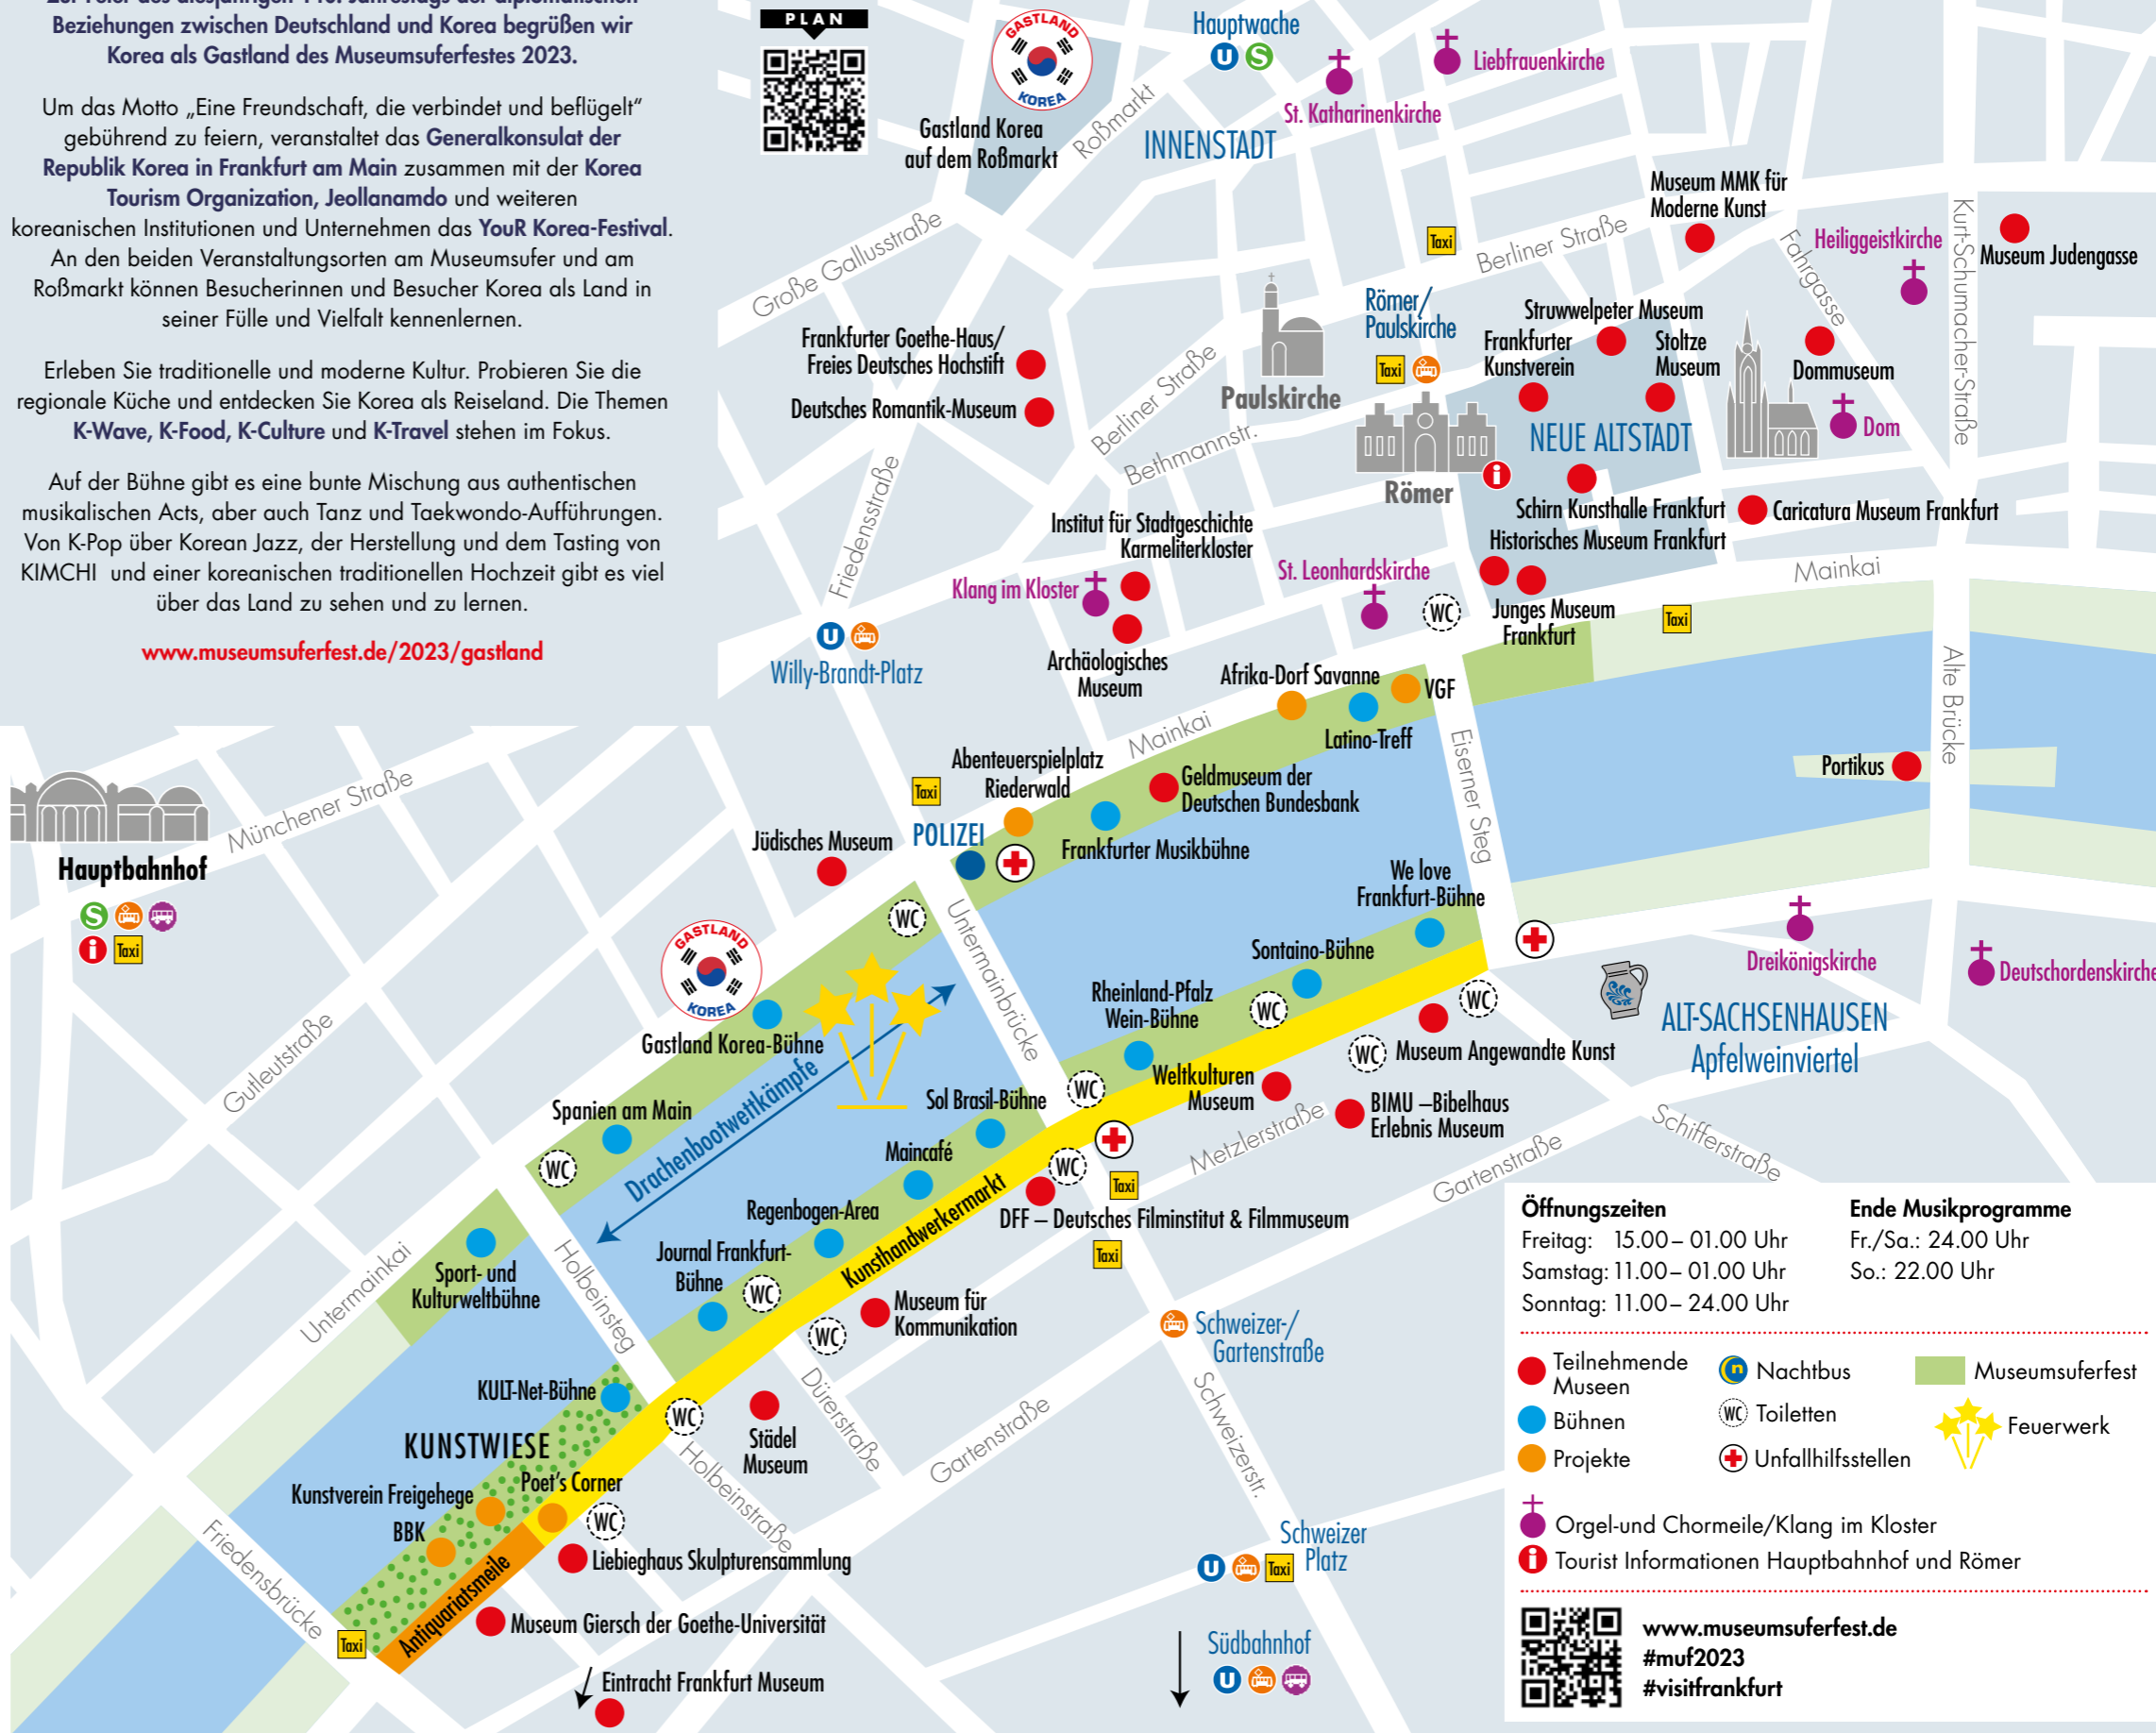 Beziehungen zwischen Deutschland und Korea begrüßen wir
Korea als Gastland des Museumsuferfestes 2023.
Um das Motto „Eine Freundschaft, die verbindet und beflügelt“
gebührend zu feiern, veranstaltet das Generalkonsulat der
Republik Korea in Frankfurt am Main zusammen mit der Korea
Tourism Organization, Jeollanamdo und weiteren
koreanischen Institutionen und Unternehmen das YouR Korea-Festival.
An den beiden Veranstaltungsorten am Museumsufer und am
Roßmarkt können Besucherinnen und Besucher Korea als Land in
seiner Fülle und Vielfalt kennenlernen.
Erleben Sie traditionelle und moderne Kultur. Probieren Sie die
regionale Küche und entdecken Sie Korea als Reiseland. Die Themen
K-Wave, K-Food, K-Culture und K-Travel stehen im Fokus.
Auf der Bühne gibt es eine bunte Mischung aus authentischen
musikalischen Acts, aber auch Tanz und Taekwondo-Aufführungen.
Von K-Pop über Korean Jazz, der Herstellung und dem Tasting von
KIMCHI und einer koreanischen traditionellen Hochzeit gibt es viel
über das Land zu sehen und zu lernen.
www.museumsuferfest.de/2023/gastland
PLAN
GASTLAND
KOREA
Gastland Korea
auf dem Roßmarkt
Roßmarkt
Hauptwache
U S
INNENSTADT
St. Katharinenkirche
Liebfrauenkirche
Große Gallusstraße
Taxi
Berliner Straße
Museum MMK für
Moderne Kunst
Fahrgasse
Heiliggeistkirche
Kurt-Schumacher-Straße
Museum Judengasse
Frankfurter Goethe-Haus/
Freies Deutsches Hochstift
Deutsches Romantik-Museum
Berliner Straße
Bethmannstr.
Paulskirche
Römer/
Paulskirche
Taxi
Römer
i
Struwwelpeter Museum
Frankfurter
Kunstverein
Stoltze
Museum
NEUE ALTSTADT
Dommuseum
Dom
Schirn Kunsthalle Frankfurt
Caricatura Museum Frankfurt
Historisches Museum Frankfurt
Junges Museum
Frankfurt
Mainkai
Taxi
Friedensstraße
Institut für Stadtgeschichte
Karmeliterkloster
Klang im Kloster
Archäologisches
Museum
St. Leonhardskirche
WC
U
Willy-Brandt-Platz
Afrika-Dorf Savanne
VGF
Latino-Treff
Mainkai
Eiserner Steg
Alte Brücke
Portikus
Münchener Straße
Hauptbahnhof
S
i Taxi
Abenteuerspielplatz
Riederwald
Taxi
POLIZEI
Jüdisches Museum
Geldmuseum der
Deutschen Bundesbank
Frankfurter Musikbühne
We love
Frankfurt-Bühne
WC
Untermainbrücke
GASTLAND
KOREA
Gastland Korea-Bühne
Drachenbootwettkämpfe
Sontaino-Bühne
WC
Rheinland-Pfalz
Wein-Bühne
WC
WC
Museum Angewandte Kunst
Weltkulturen
Museum
BIMU –Bibelhaus
Erlebnis Museum
Dreikönigskirche
Deutschordenskirche
ALT-SACHSENHAUSEN
Apfelweinviertel
Gutleutstraße
Spanien am Main
WC
Sol Brasil-Bühne
WC
Maincafé
WC
Metzlerstraße
Gartenstraße
Schifferstraße
Taxi
Regenbogen-Area
Kunsthandwerkermarkt
DFF – Deutsches Filminstitut & Filmmuseum
Taxi
Journal Frankfurt-
Bühne
WC
Untermainkai
Sport- und
Kulturweltbühne
Holbeinsteg
WC
Museum für
Kommunikation
Schweizer-/
Gartenstraße
KULT-Net-Bühne
WC
Städel
Museum
Dürerstraße
Gartenstraße
Schweizerstr.
KUNSTWIESE
Holbeinstraße
Kunstverein Freigehege
Poet's Corner
BBK
WC
Antiquariatsmeile
Liebieghaus Skulpturensammlung
Friedensbrücke
Taxi
Museum Giersch der Goethe-Universität
Eintracht Frankfurt Museum
Schweizer
Platz
U Taxi
Südbahnhof
U
Öffnungszeiten
Freitag: 15.00– 01.00 Uhr
Samstag: 11.00– 01.00 Uhr
Sonntag: 11.00– 24.00 Uhr
Ende Musikprogramme
Fr./Sa.: 24.00 Uhr
So.: 22.00 Uhr
Teilnehmende
Museen
Bühnen
Projekte
n Nachtbus
WC Toiletten
Unfallhilfsstellen
Museumsuferfest
Feuerwerk
Orgel-und Chormeile/Klang im Kloster
i Tourist Informationen Hauptbahnhof und Römer
www.museumsuferfest.de
#muf2023
#visitfrankfurt